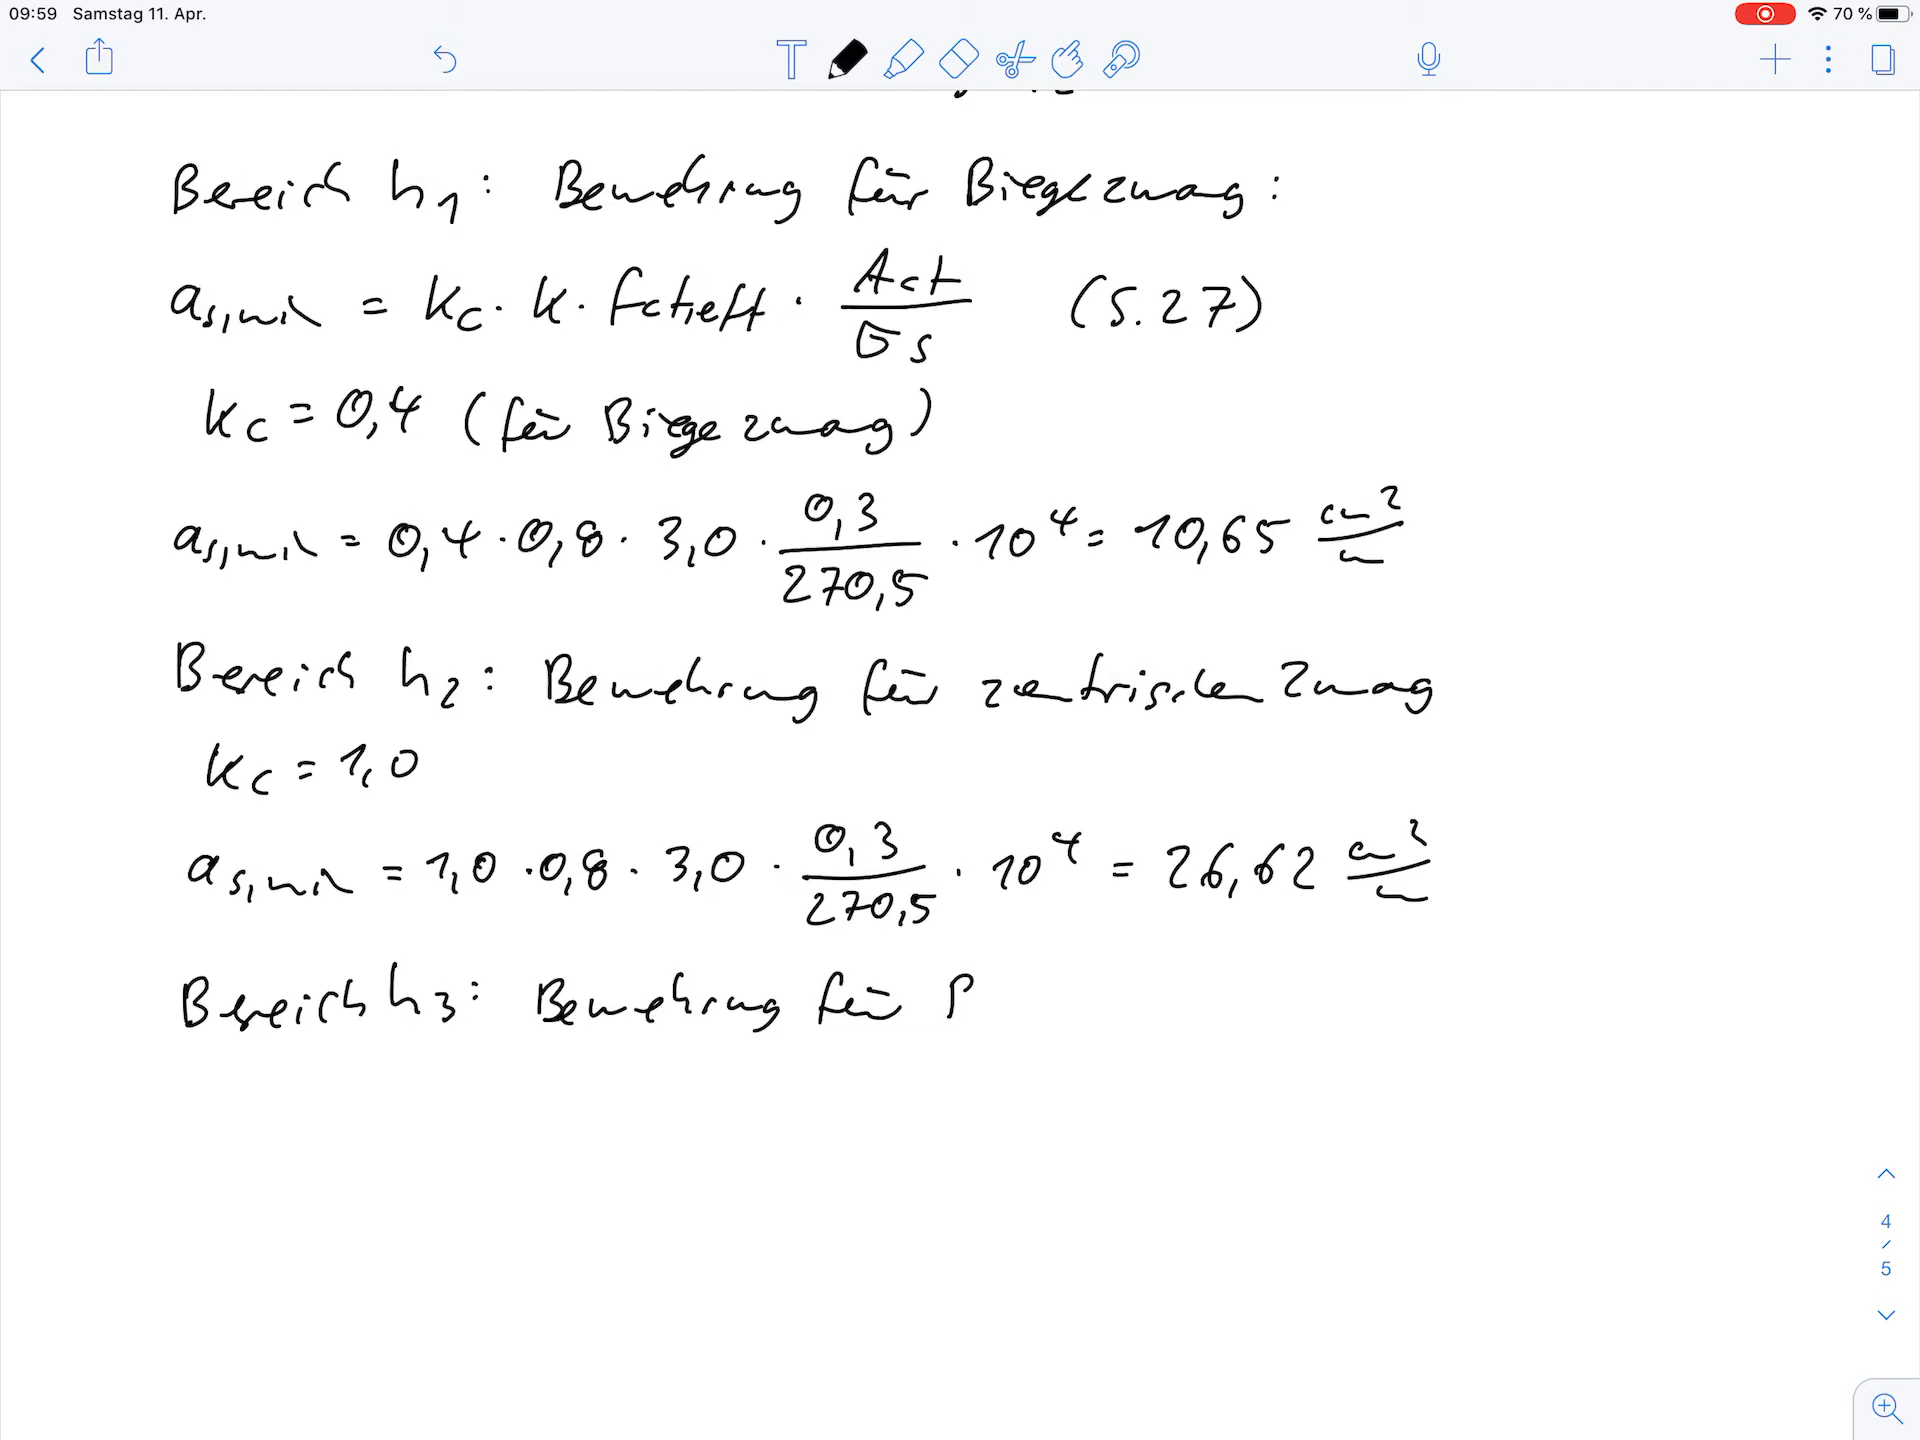 09:59 Samstag 11. Apr. 70 %
T
Bereich h₁: Bewehrung für Biegezwang:
as,min = kc · k · fct,eff · Act / σs (5.27)
kc = 0,4 (für Biegezwang)
as,min = 0,4 · 0,8 · 3,0 · 0,3 / 270,5 · 10⁴ = 10,65 cm²/m
Bereich h₂: Bewehrung für zentrischen Zwang
kc = 1,0
as,min = 1,0 · 0,8 · 3,0 · 0,3 / 270,5 · 10⁴ = 26,62 cm²/m
Bereich h₃: Bewehrung für P
4
/
5